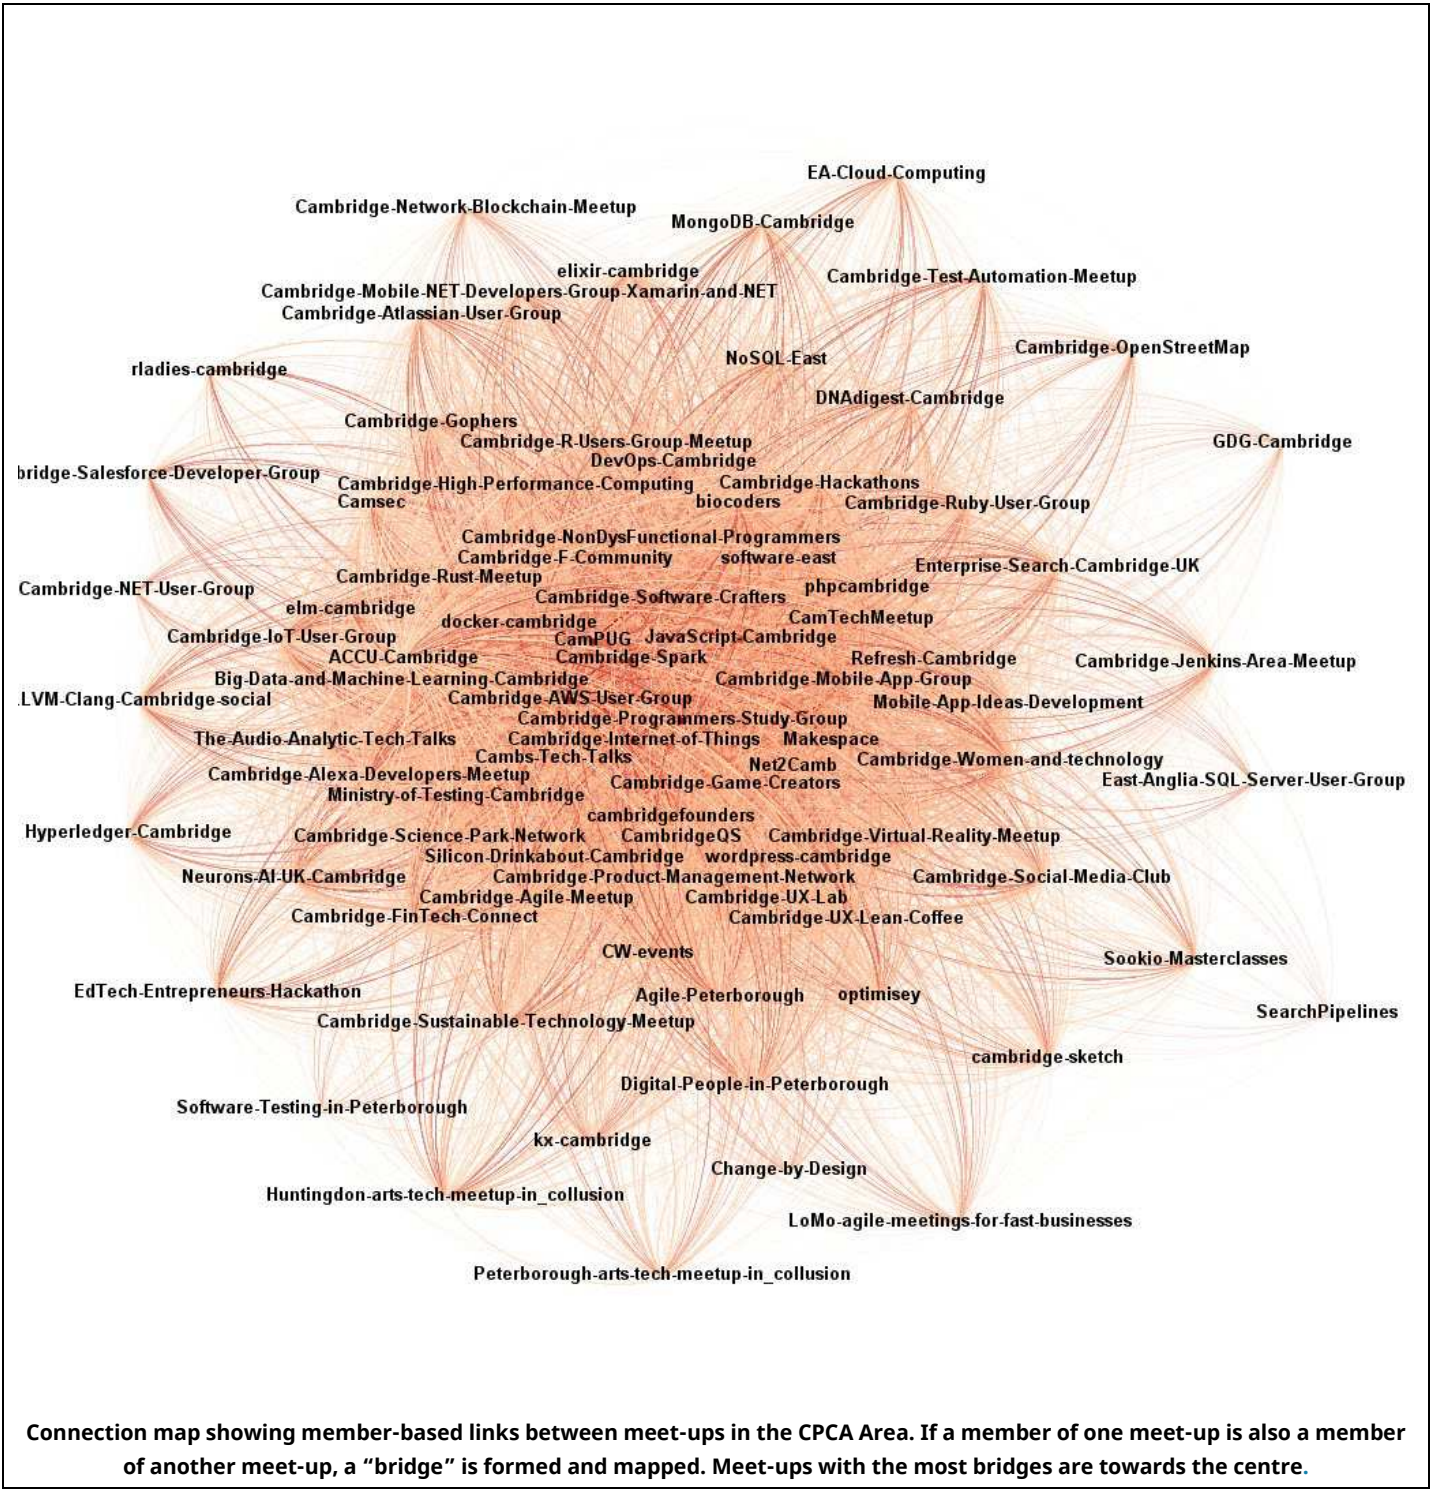 EA-Cloud-Computing
Cambridge-Network-Blockchain-Meetup
MongoDB-Cambridge
elixir-cambridge
Cambridge-Test-Automation-Meetup
Cambridge-Mobile-NET-Developers-Group-Xamarin-and-NET
Cambridge-Atlassian-User-Group
Cambridge-OpenStreetMap
NoSQL-East
rladies-cambridge
DNAdigest-Cambridge
Cambridge-Gophers
Cambridge-R-Users-Group-Meetup
GDG-Cambridge
DevOps-Cambridge
bridge-Salesforce-Developer-Group
Cambridge-High-Performance-Computing
Cambridge-Hackathons
Camsec
biocoders
Cambridge-Ruby-User-Group
Cambridge-NonDysFunctional-Programmers
Cambridge-F-Community
software-east
Enterprise-Search-Cambridge-UK
Cambridge-Rust-Meetup
phpcambridge
Cambridge-NET-User-Group
Cambridge-Software-Crafters
elm-cambridge
docker-cambridge
CamTechMeetup
Cambridge-IoT-User-Group
CamPUG
JavaScript-Cambridge
ACCU-Cambridge
Cambridge-Spark
Refresh-Cambridge
Cambridge-Jenkins-Area-Meetup
Big-Data-and-Machine-Learning-Cambridge
Cambridge-Mobile-App-Group
.LVM-Clang-Cambridge-social
Cambridge-AWS-User-Group
Mobile-App-Ideas-Development
Cambridge-Programmers-Study-Group
The-Audio-Analytic-Tech-Talks
Cambridge-Internet-of-Things
Makespace
Cambs-Tech-Talks
Net2Camb
Cambridge-Women-and-technology
Cambridge-Alexa-Developers-Meetup
Cambridge-Game-Creators
East-Anglia-SQL-Server-User-Group
Ministry-of-Testing-Cambridge
cambridgefounders
Hyperledger-Cambridge
Cambridge-Science-Park-Network
CambridgeQS
Cambridge-Virtual-Reality-Meetup
Silicon-Drinkabout-Cambridge
wordpress-cambridge
Neurons-AI-UK-Cambridge
Cambridge-Product-Management-Network
Cambridge-Social-Media-Club
Cambridge-Agile-Meetup
Cambridge-UX-Lab
Cambridge-FinTech-Connect
Cambridge-UX-Lean-Coffee
CW-events
Sookio-Masterclasses
EdTech-Entrepreneurs-Hackathon
Agile-Peterborough
optimisey
SearchPipelines
Cambridge-Sustainable-Technology-Meetup
cambridge-sketch
Digital-People-in-Peterborough
Software-Testing-in-Peterborough
kx-cambridge
Change-by-Design
Huntingdon-arts-tech-meetup-in_collusion
LoMo-agile-meetings-for-fast-businesses
Peterborough-arts-tech-meetup-in_collusion
Connection map showing member-based links between meet-ups in the CPCA Area. If a member of one meet-up is also a member
of another meet-up, a “bridge” is formed and mapped. Meet-ups with the most bridges are towards the centre.